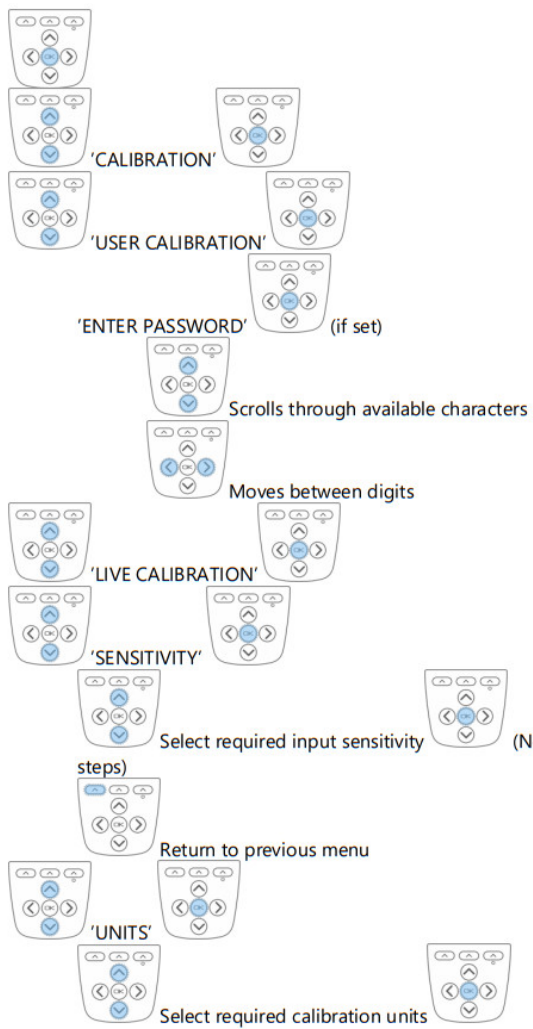 'CALIBRATION'
'USER CALIBRATION'
'ENTER PASSWORD' (if set)
Scrolls through available characters
Moves between digits
'LIVE CALIBRATION'
'SENSITIVITY'
Select required input sensitivity (N
steps)
Return to previous menu
'UNITS'
Select required calibration units